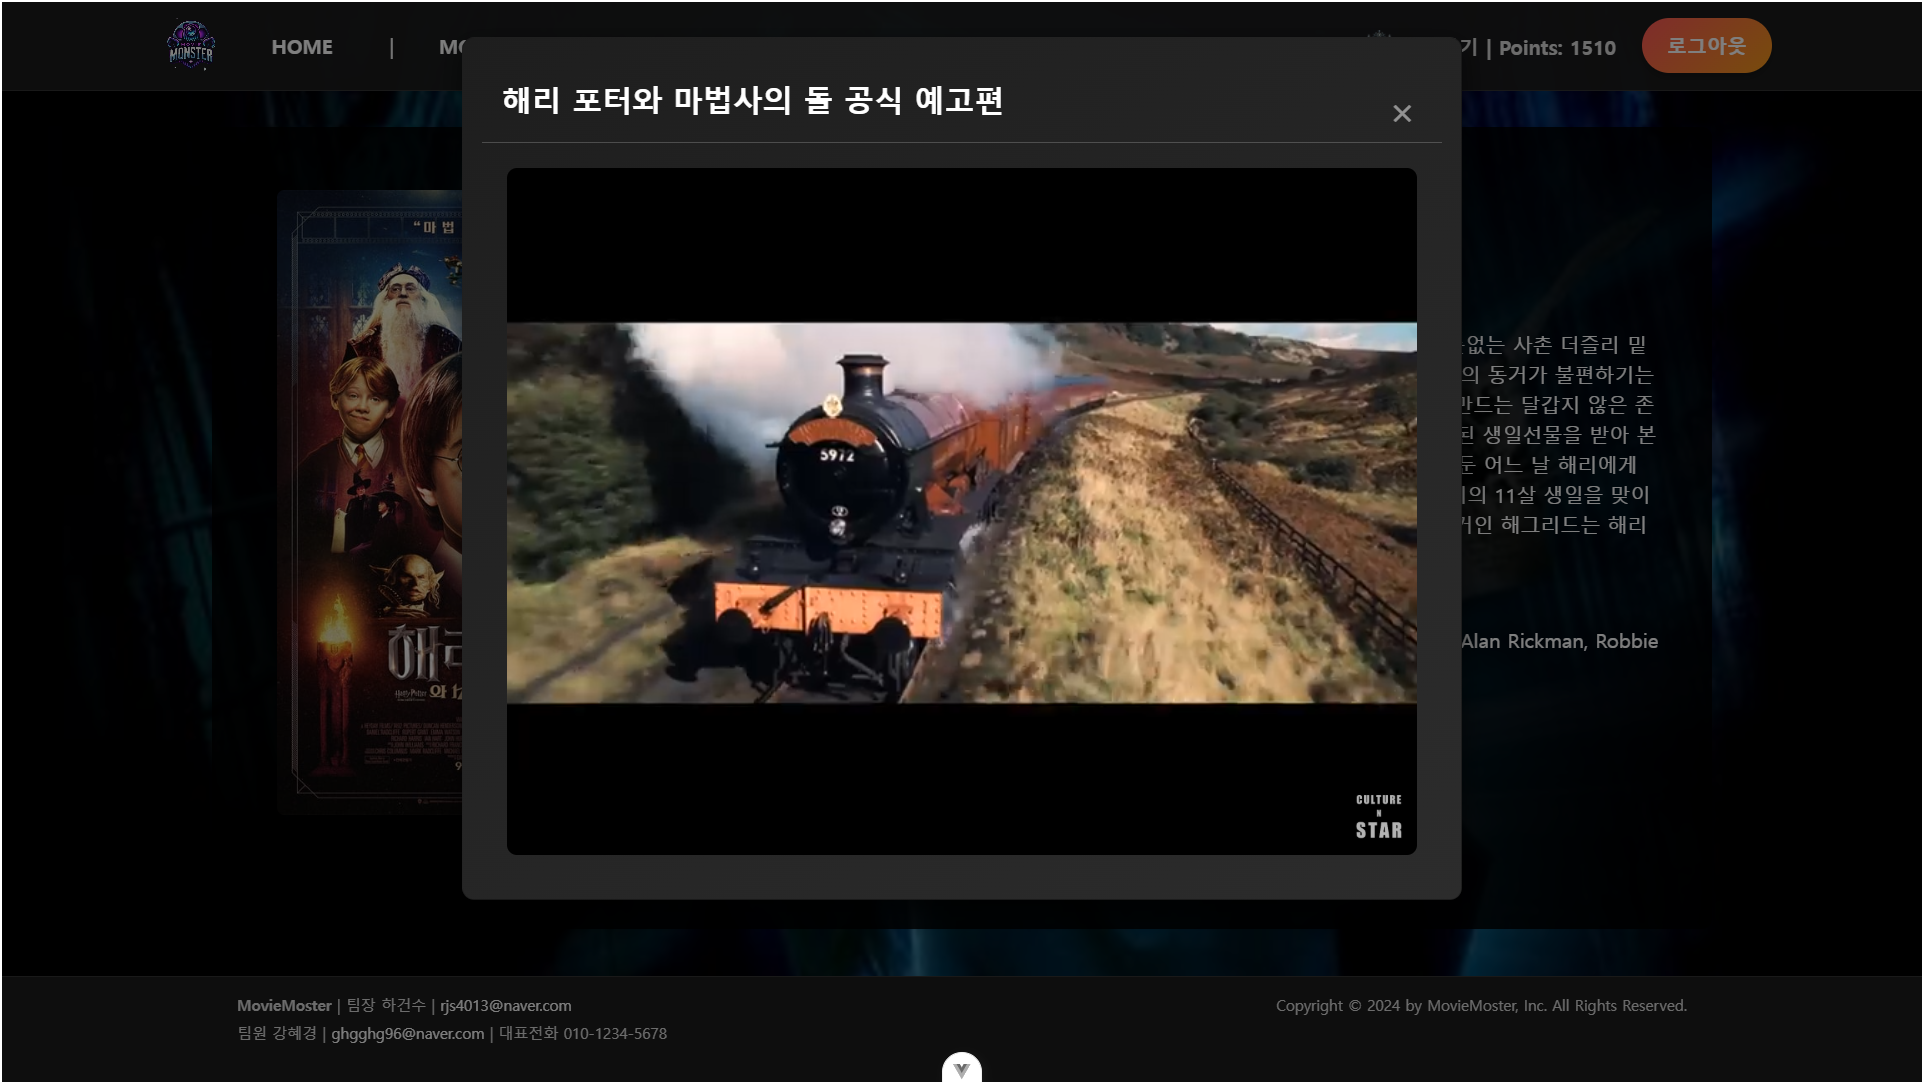 MONSTER
HOME
|
기 | Points: 1510
로그아웃
해리 포터와 마법사의 돌 공식 예고편
×
“마 법
없는 사촌 더즐리 밑
의 동거가 불편하기는
만드는 달갑지 않은 존
된 생일선물을 받아 본
둔 어느 날 해리에게
의 11살 생일을 맞이
거인 해그리드는 해리
5972
Alan Rickman, Robbie
해리
Harry Potter 와
CULTURE
N
STAR
MovieMoster | 팀장 하건수 | rjs4013@naver.com
팀원 강혜경 | ghgghg96@naver.com | 대표전화 010-1234-5678
Copyright © 2024 by MovieMoster, Inc. All Rights Reserved.